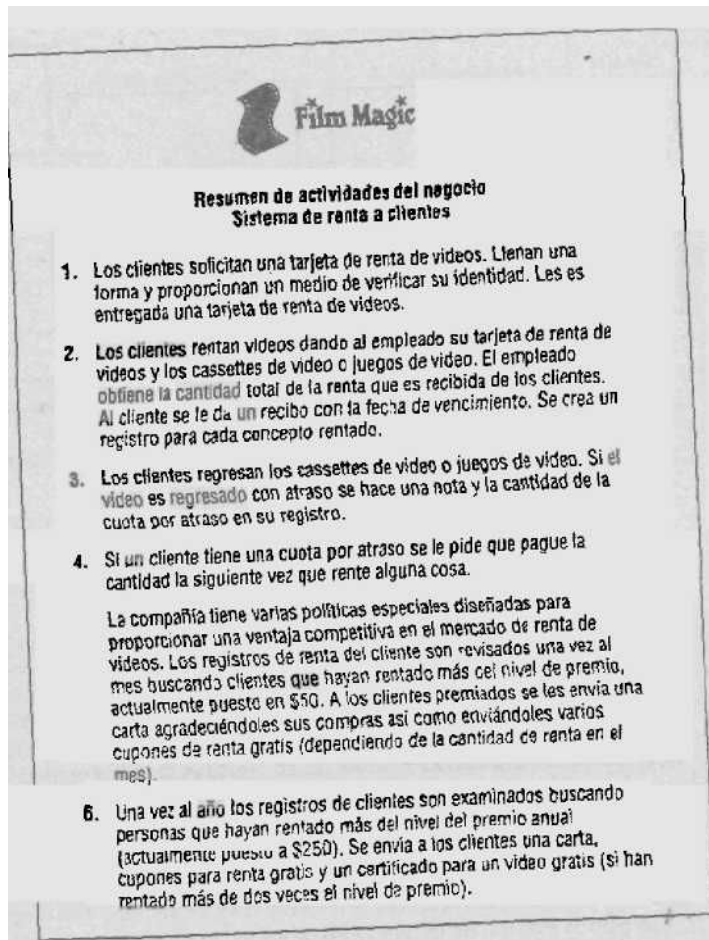 Film Magic
Resumen de actividades del negocio
Sistema de renta a clientes
1. Los clientes solicitan una tarjeta de renta de videos. Llenan una
forma y proporcionan un medio de verificar su identidad. Les es
entregada una tarjeta de renta de videos.
2. Los clientes rentan videos dando al empleado su tarjeta de renta de
videos y los cassettes de video o juegos de video. El empleado
obtiene la cantidad total de la renta que es recibida de los clientes.
Al cliente se le da un recibo con la fecha de vencimiento. Se crea un
registro para cada concepto rentado.
3. Los clientes regresan los cassettes de video o juegos de video. Si el
video es regresado con atraso se hace una nota y la cantidad de la
cuota por atraso en su registro.
4. Si un cliente tiene una cuota por atraso se le pide que pague la
cantidad la siguiente vez que rente alguna cosa.
La compañía tiene varias políticas especiales diseñadas para
proporcionar una ventaja competitiva en el mercado de renta de
videos. Los registros de renta del cliente son revisados una vez al
mes buscando clientes que hayan rentado más del nivel de premio,
actualmente puesto en $50. A los clientes premiados se les envía una
carta agradeciéndoles sus compras así como enviándoles varios
cupones de renta gratis (dependiendo de la cantidad de renta en el
mes).
6. Una vez al año los registros de clientes son examinados buscando
personas que hayan rentado más del nivel del premio anual
(actualmente puesto a $250). Se envía a los clientes una carta,
cupones para renta gratis y un certificado para un video gratis (si han
rentado más de dos veces el nivel de premio).